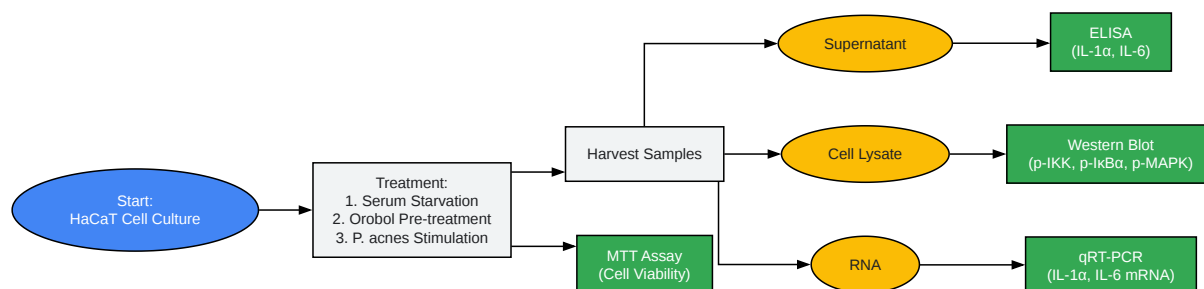 Start:
HaCaT Cell Culture
Treatment:
1. Serum Starvation
2. Orobol Pre-treatment
3. P. acnes Stimulation
Harvest Samples
MTT Assay
(Cell Viability)
Supernatant
Cell Lysate
RNA
ELISA
(IL-1α, IL-6)
Western Blot
(p-IKK, p-IκBα, p-MAPK)
qRT-PCR
(IL-1α, IL-6 mRNA)